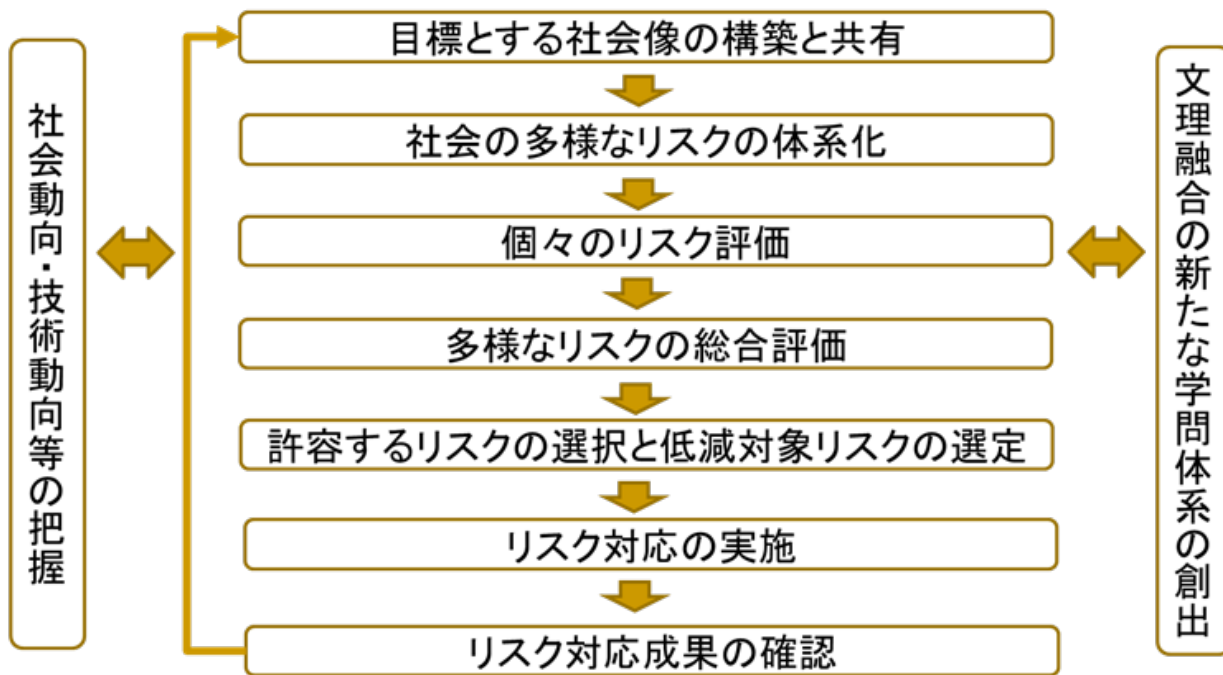 目標とする社会像の構築と共有
社会の多様なリスクの体系化
個々のリスク評価
多様なリスクの総合評価
許容するリスクの選択と低減対象リスクの選定
リスク対応の実施
リスク対応成果の確認
社会動向・技術動向等の把握
文理融合の新たな学問体系の創出